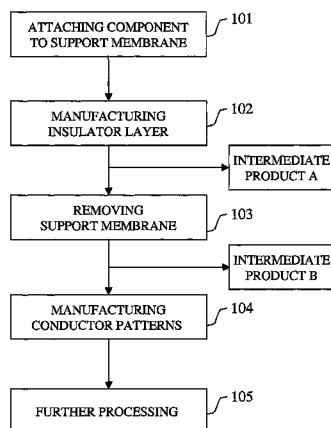 ATTACHING COMPONENT
TO SUPPORT MEMBRANE
101
MANUFACTURING
INSULATOR LAYER
102
INTERMEDIATE
PRODUCT A
REMOVING
SUPPORT MEMBRANE
103
INTERMEDIATE
PRODUCT B
MANUFACTURING
CONDUCTOR PATTERNS
104
FURTHER PROCESSING
105